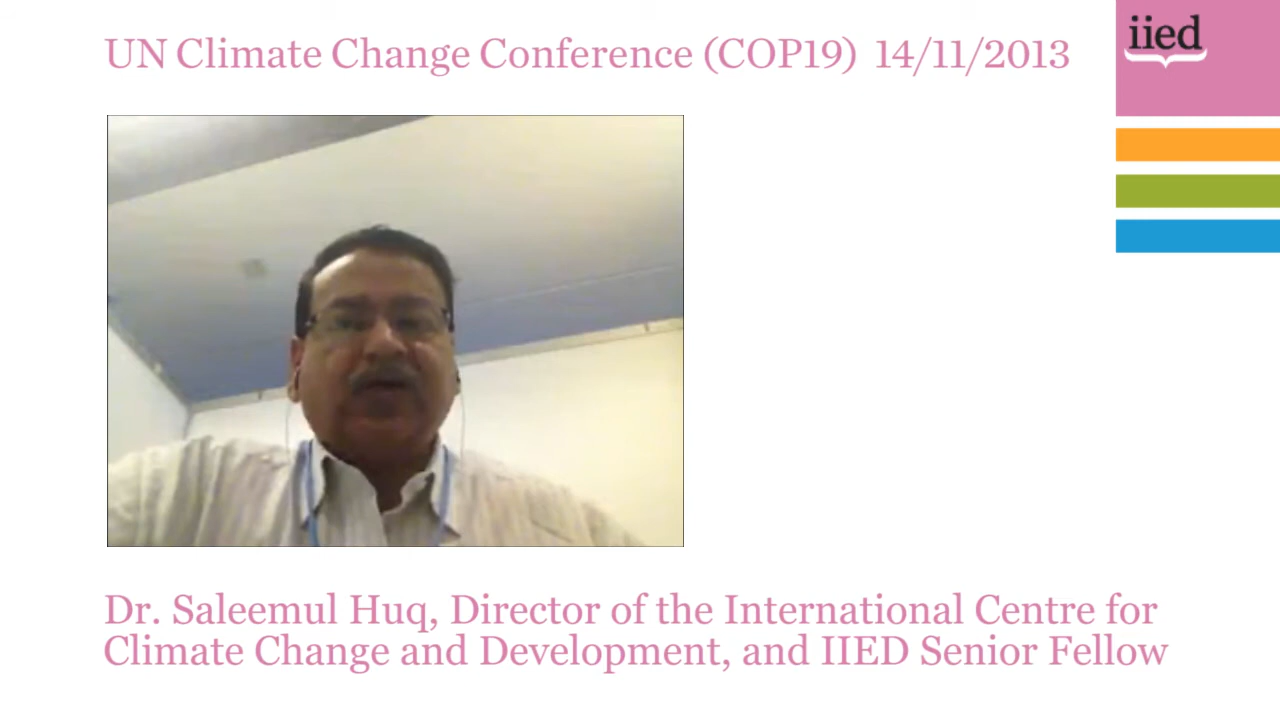 UN Climate Change Conference (COP19) 14/11/2013
iied
Dr. Saleemul Huq, Director of the International Centre for
Climate Change and Development, and IIED Senior Fellow